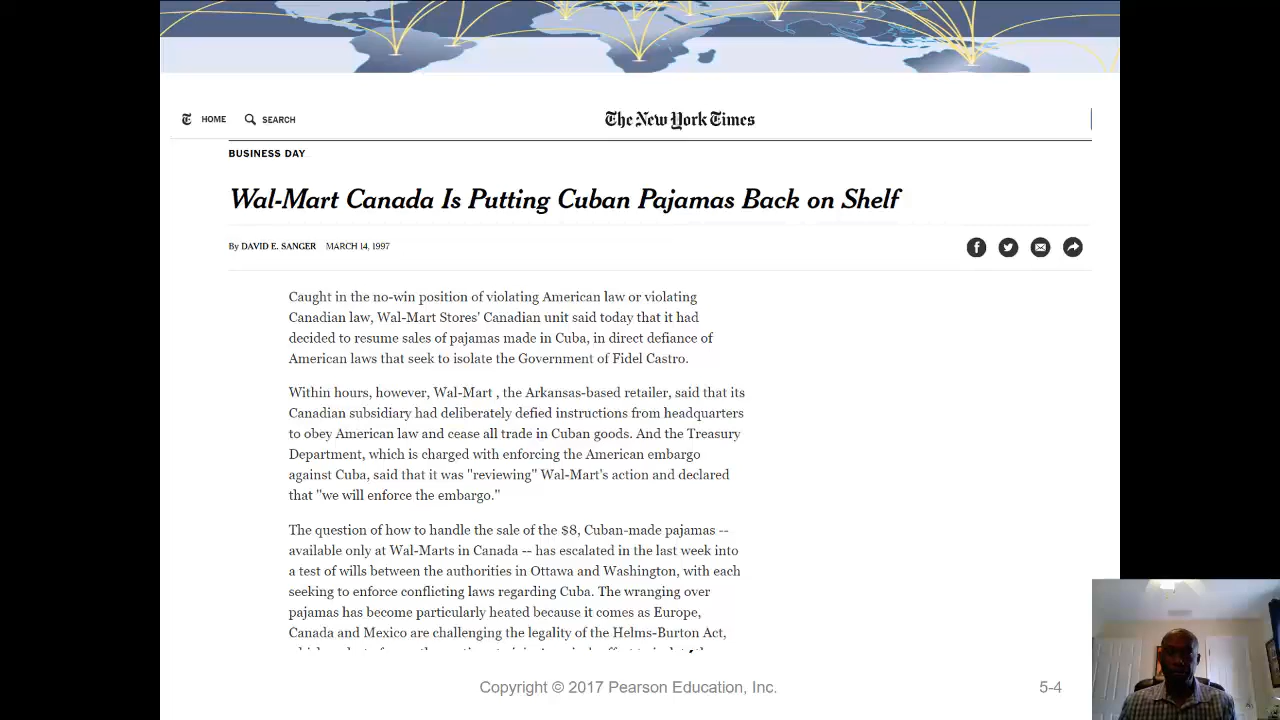 HOME SEARCH The New York Times
BUSINESS DAY
Wal-Mart Canada Is Putting Cuban Pajamas Back on Shelf
By DAVID E. SANGER MARCH 14, 1997
Caught in the no-win position of violating American law or violating
Canadian law, Wal-Mart Stores' Canadian unit said today that it had
decided to resume sales of pajamas made in Cuba, in direct defiance of
American laws that seek to isolate the Government of Fidel Castro.
Within hours, however, Wal-Mart , the Arkansas-based retailer, said that its
Canadian subsidiary had deliberately defied instructions from headquarters
to obey American law and cease all trade in Cuban goods. And the Treasury
Department, which is charged with enforcing the American embargo
against Cuba, said that it was "reviewing" Wal-Mart's action and declared
that "we will enforce the embargo."
The question of how to handle the sale of the $8, Cuban-made pajamas --
available only at Wal-Marts in Canada -- has escalated in the last week into
a test of wills between the authorities in Ottawa and Washington, with each
seeking to enforce conflicting laws regarding Cuba. The wrangling over
pajamas has become particularly heated because it comes as Europe,
Canada and Mexico are challenging the legality of the Helms-Burton Act,
Copyright © 2017 Pearson Education, Inc.
5-4